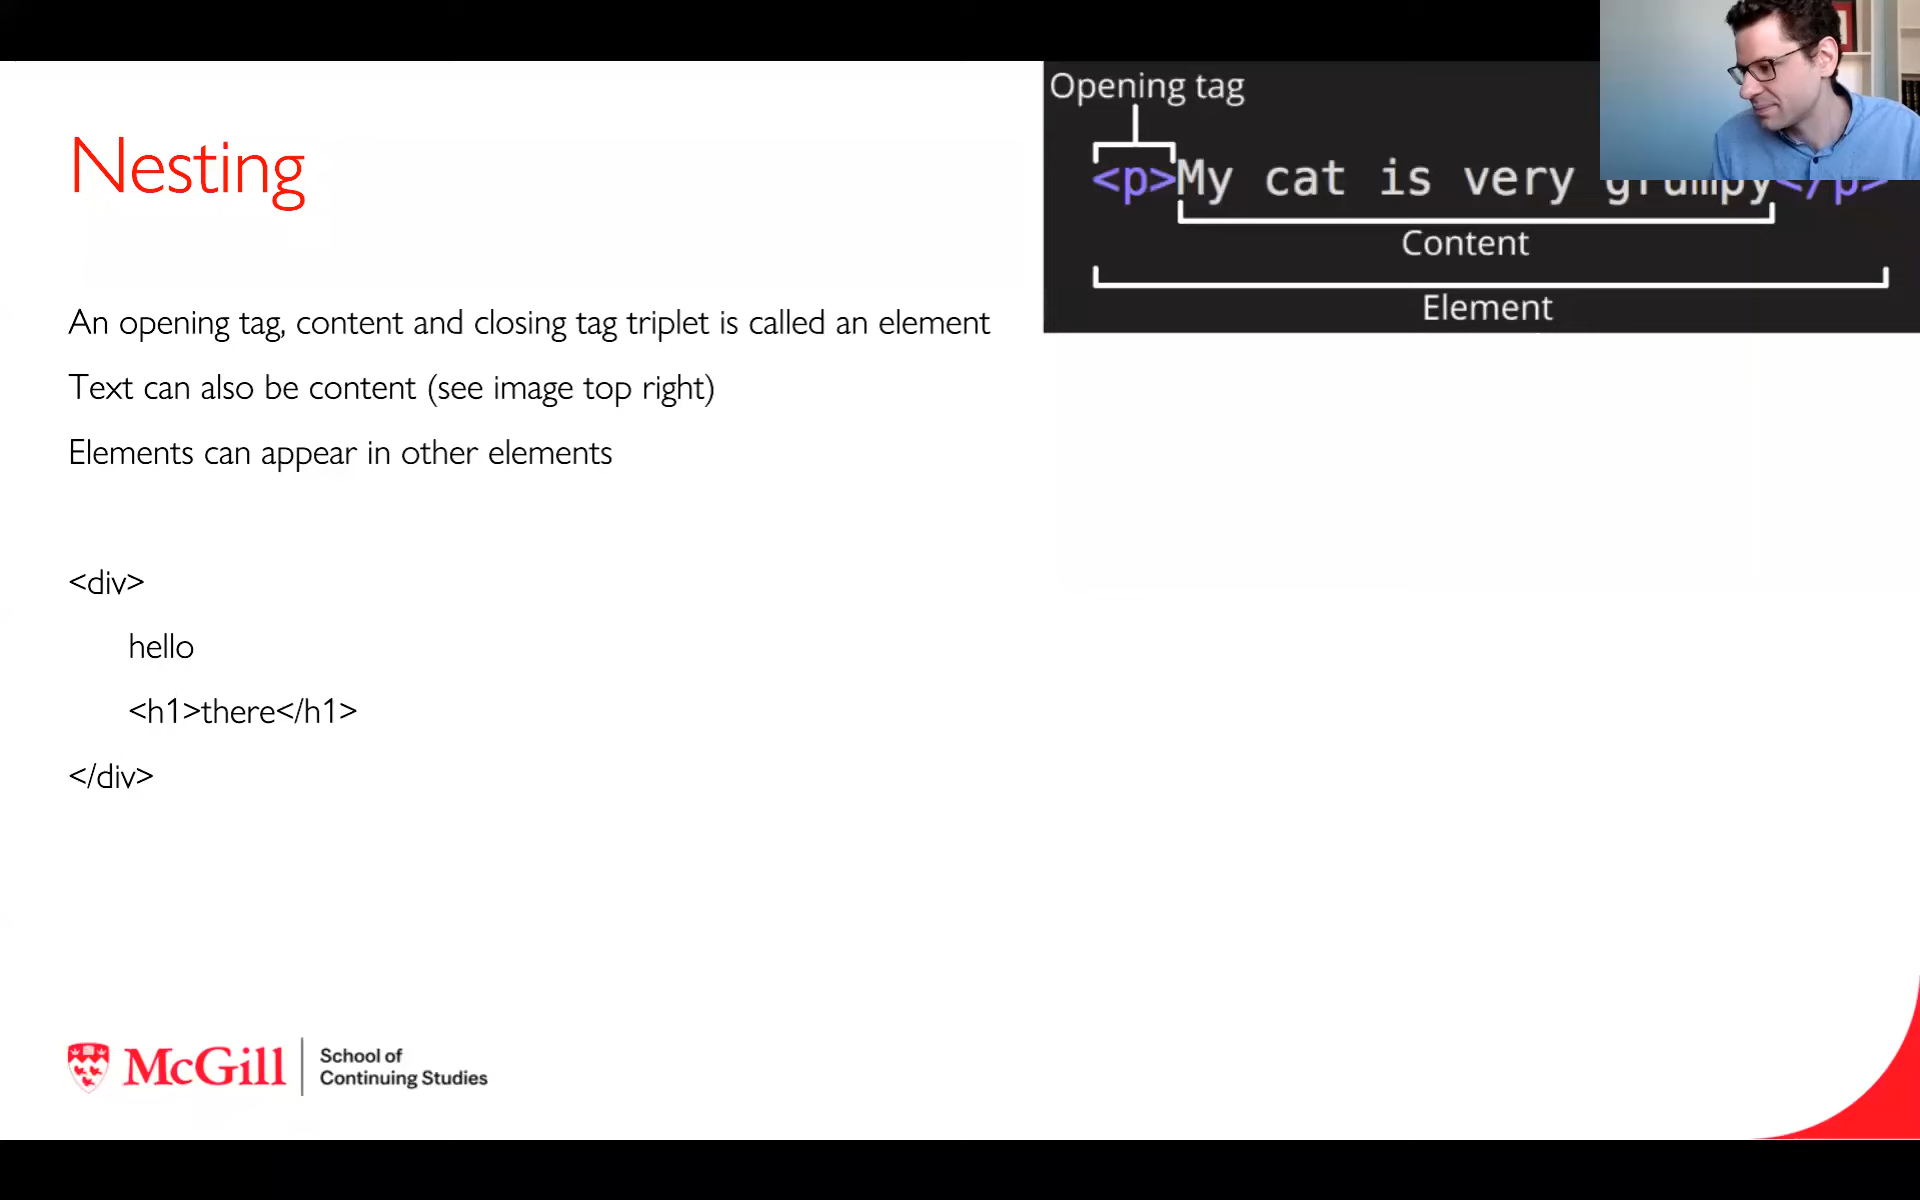 Nesting
An opening tag, content and closing tag triplet is called an element
Text can also be content (see image top right)
Elements can appear in other elements
<div>
hello
<h1>there</h1>
</div>
Opening tag
<p>My cat is very grumpy</p>
Content
Element
McGill
School of
Continuing Studies